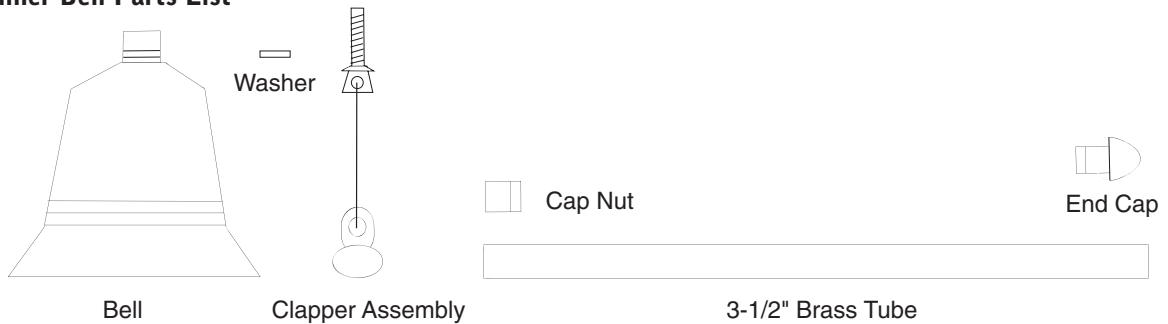 Bell Parts List
Washer
Cap Nut
End Cap
Bell
Clapper Assembly
3-1/2" Brass Tube